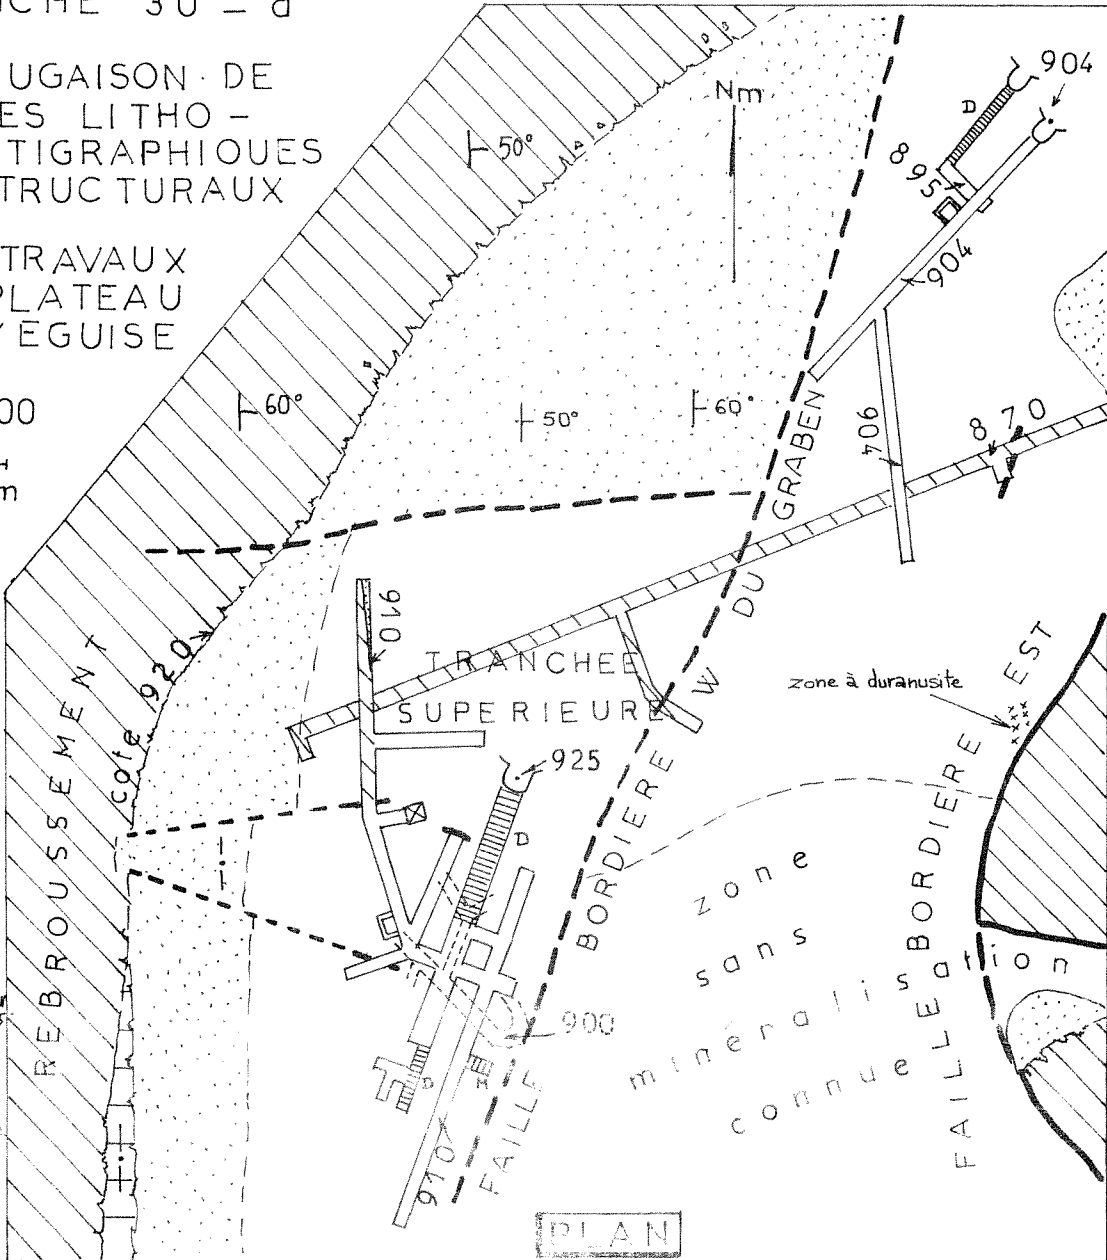 30 - d
UGAISON DE
ES LITHO -
TIGRAPHIQUES
TRUCTURAUX
TRAVAUX
PLATEAU
EGUISE
00
m
Nm
50°
60°
50°
60°
904
D
895
904
904
870
GRABEN
DU
W
BORDIERE
FAILLE
REBROUSSEMENT
cote 920
910
TRANCHEE
SUPERIEURE
925
D
zone à duranusite
FAILLE BORDIERE EST
zone
sans
minéralisation
connue
900
D
M
910
PLAN